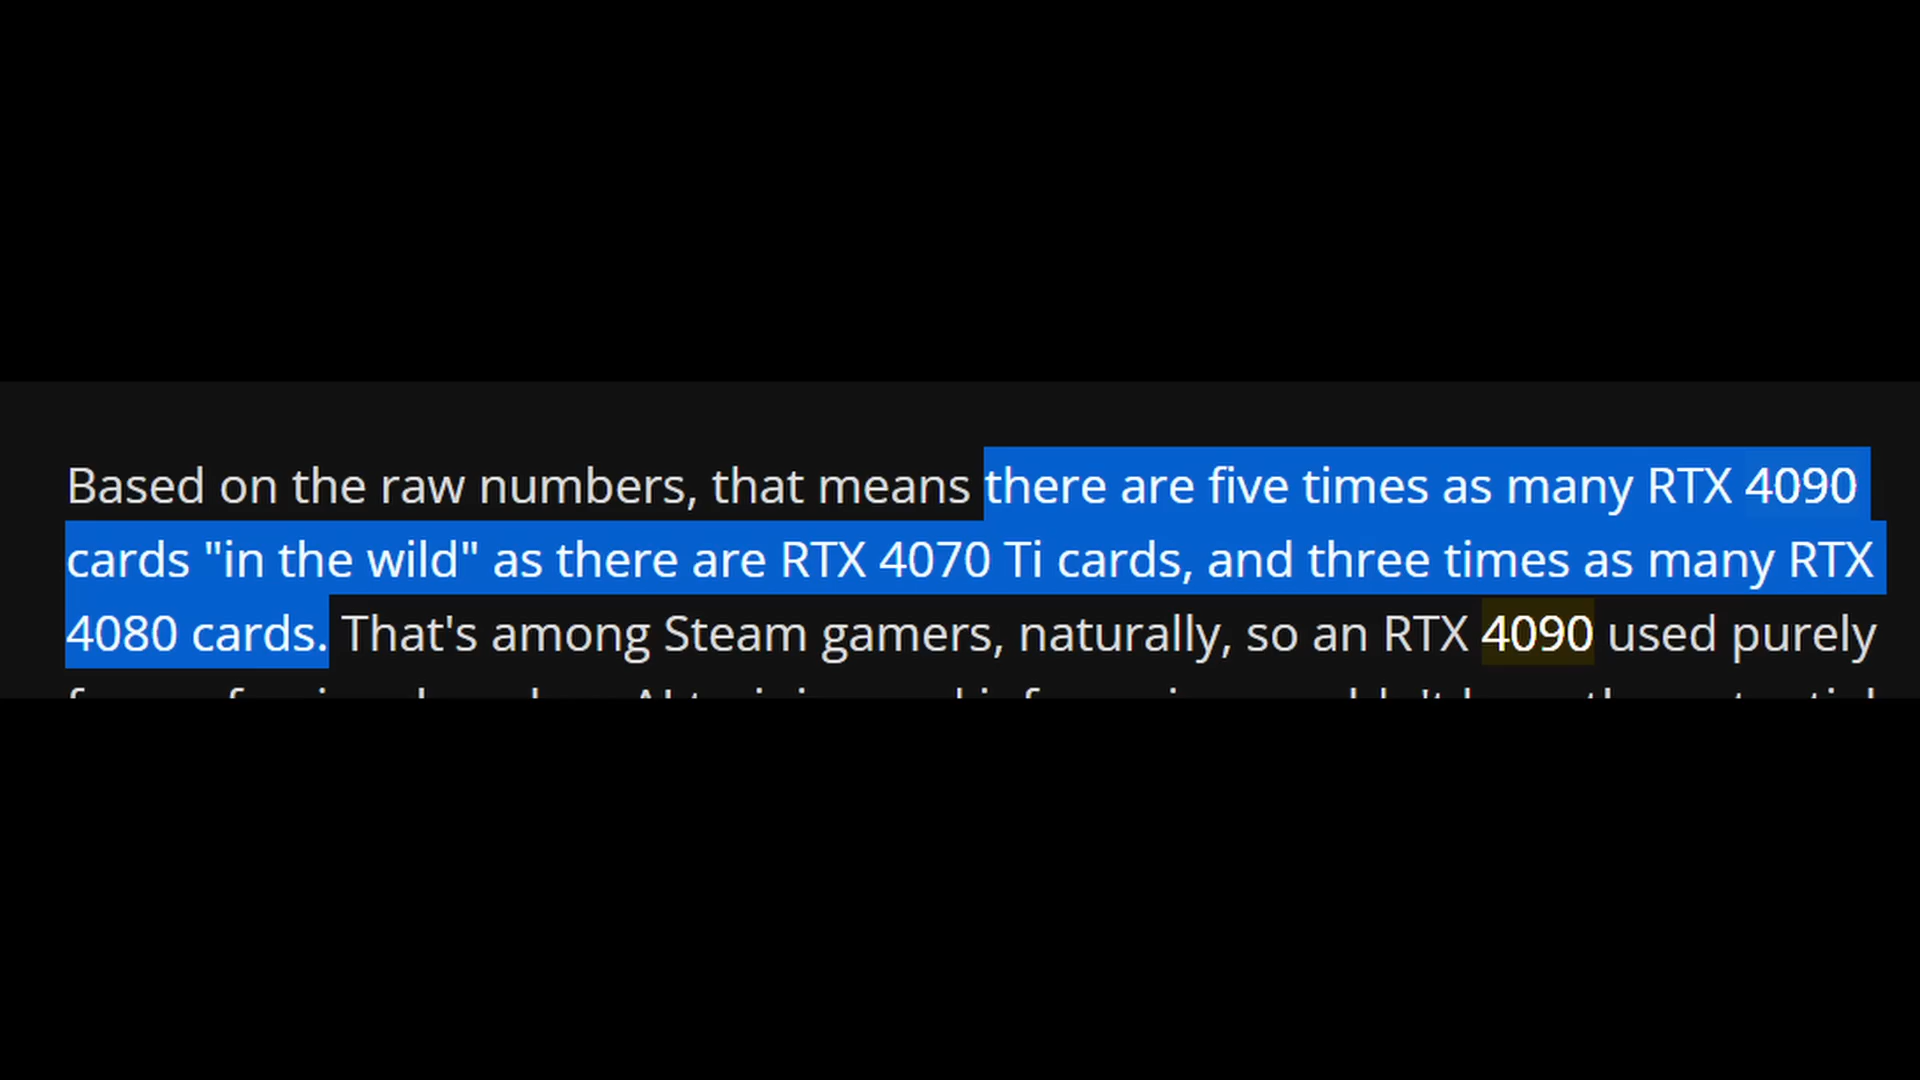 Based on the raw numbers, that means there are five times as many RTX 4090
cards "in the wild" as there are RTX 4070 Ti cards, and three times as many RTX
4080 cards. That's among Steam gamers, naturally, so an RTX 4090 used purely